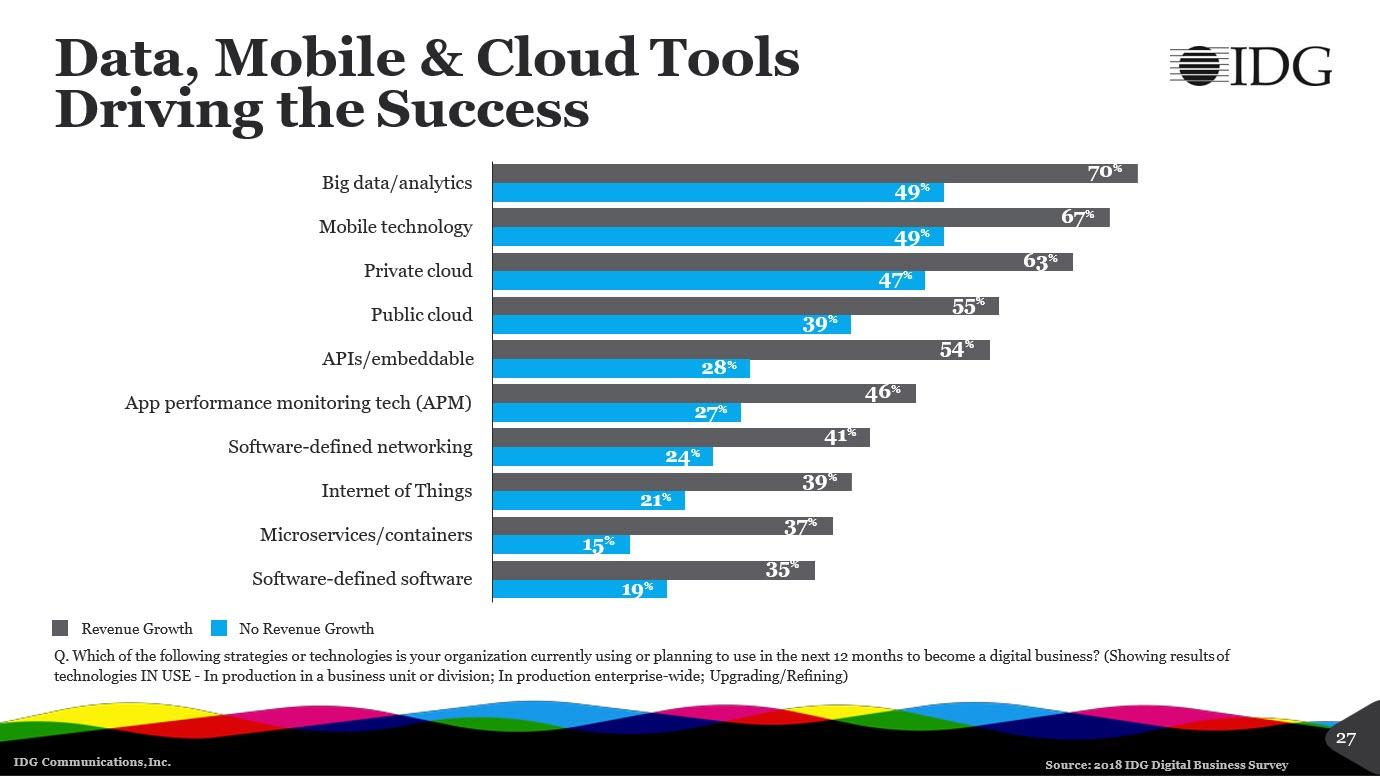 Data, Mobile & Cloud Tools
Driving the Success
IDG
Big data/analytics
70%
49%
Mobile technology
67%
49%
Private cloud
63%
47%
Public cloud
55%
39%
APIs/embeddable
54%
28%
App performance monitoring tech (APM)
46%
27%
Software-defined networking
41%
24%
Internet of Things
39%
21%
Microservices/containers
37%
15%
Software-defined software
35%
19%
Revenue Growth No Revenue Growth
Q. Which of the following strategies or technologies is your organization currently using or planning to use in the next 12 months to become a digital business? (Showing results of
technologies IN USE - In production in a business unit or division; In production enterprise-wide; Upgrading/Refining)
27
IDG Communications, Inc.
Source: 2018 IDG Digital Business Survey